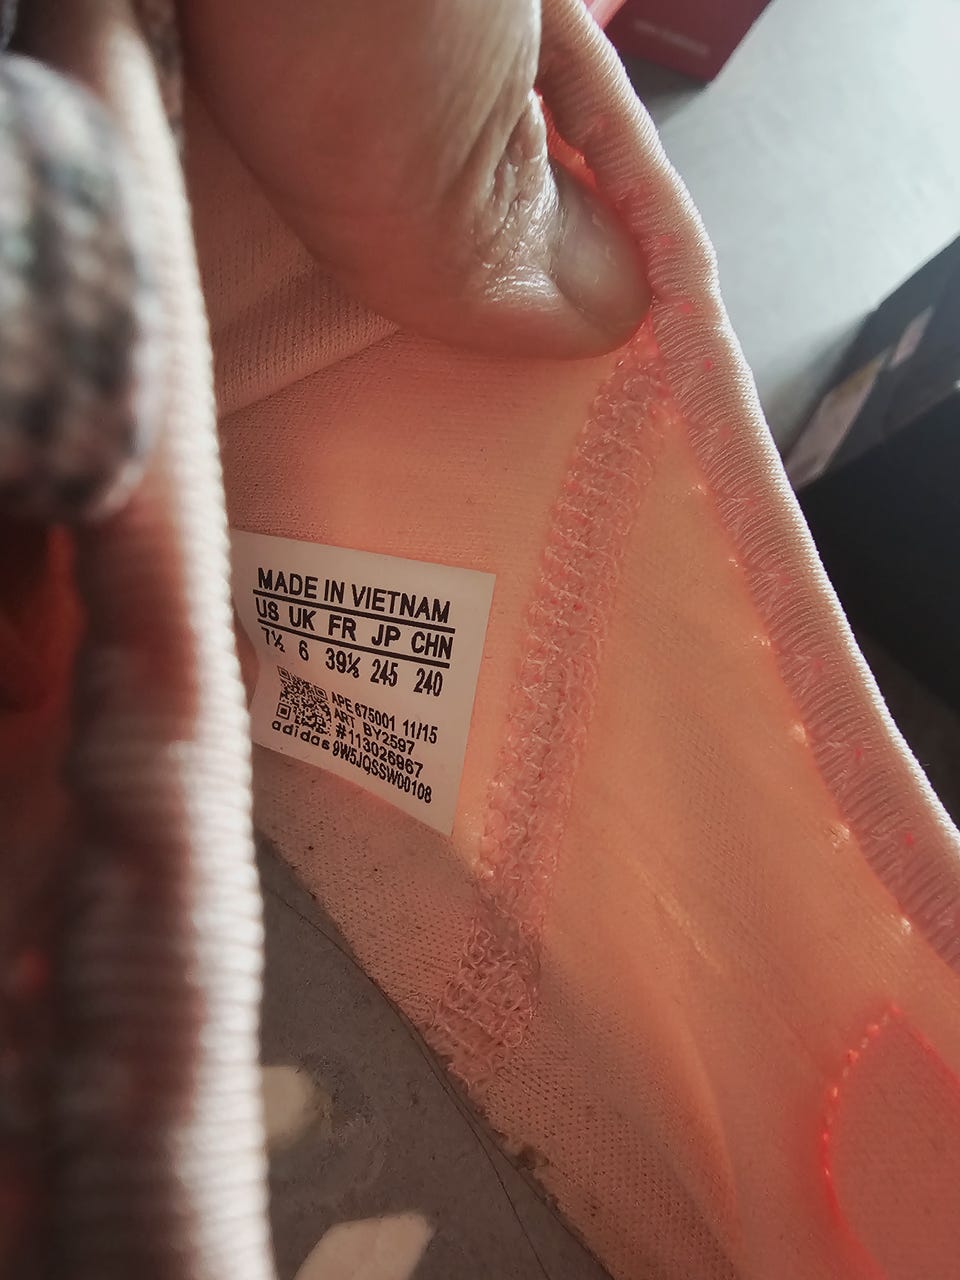 MADE IN VIETNAM
US UK FR JP CHN
7½ 6 39⅓ 245 240
APE 675001 11/15
ART BY2597
#113026967
adidas 9W5JQSSW00108